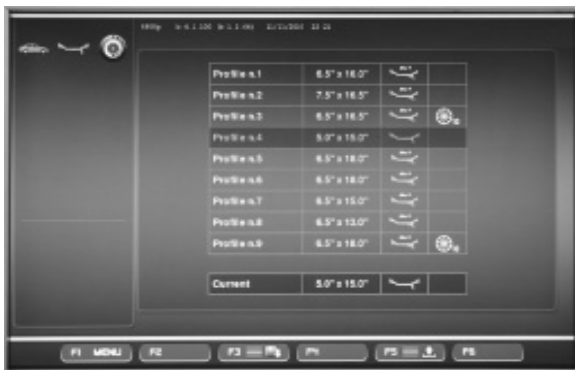 Profile n.1 6.5" x 16.0"
Profile n.2 7.5" x 16.5"
Profile n.3 6.5" x 16.5"
Profile n.4 5.0" x 15.0"
Profile n.5 6.5" x 18.0"
Profile n.6 6.5" x 18.0"
Profile n.7 6.5" x 15.0"
Profile n.8 6.5" x 13.0"
Profile n.9 6.5" x 18.0"
Current 5.0" x 15.0"
F1 MENU F2 F3 F4 F5 F6